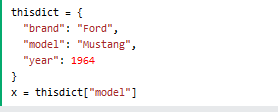 thisdict = {
  "brand": "Ford",
  "model": "Mustang",
  "year": 1964
}
x = thisdict["model"]